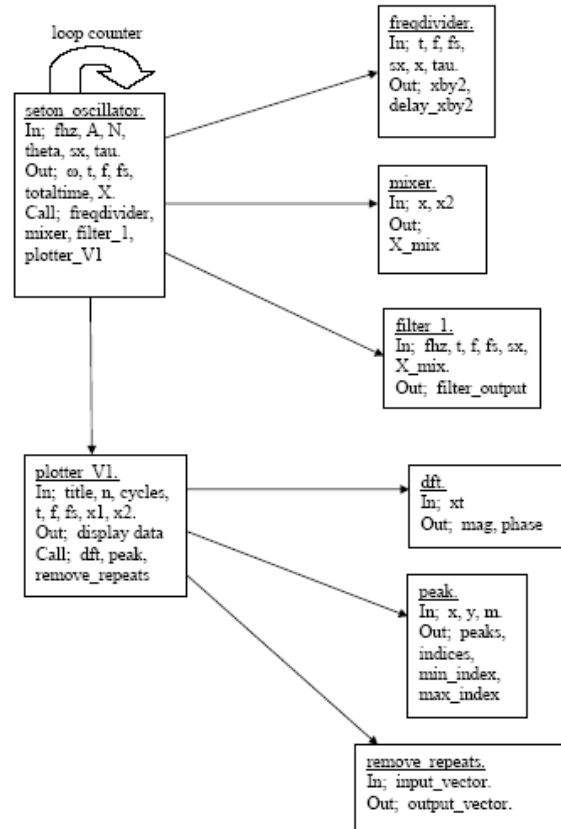 loop counter
seton_oscillator.
In; fhz, A, N,
theta, sx, tau.
Out; ω, t, f, fs,
totaltime, X.
Call; freqdivider,
mixer, filter_1,
plotter_V1
freqdivider.
In; t, f, fs,
sx, x, tau.
Out; xby2,
delay_xby2
mixer.
In; x, x2
Out;
X_mix
filter_1.
In; fhz, t, f, fs, sx,
X_mix.
Out; filter_output
plotter_V1.
In; title, n, cycles,
t, f, fs, x1, x2.
Out; display data
Call; dft, peak,
remove_repeats
dft.
In; xt
Out; mag, phase
peak.
In; x, y, m.
Out; peaks,
indices,
min_index,
max_index
remove_repeats.
In; input_vector.
Out; output_vector.